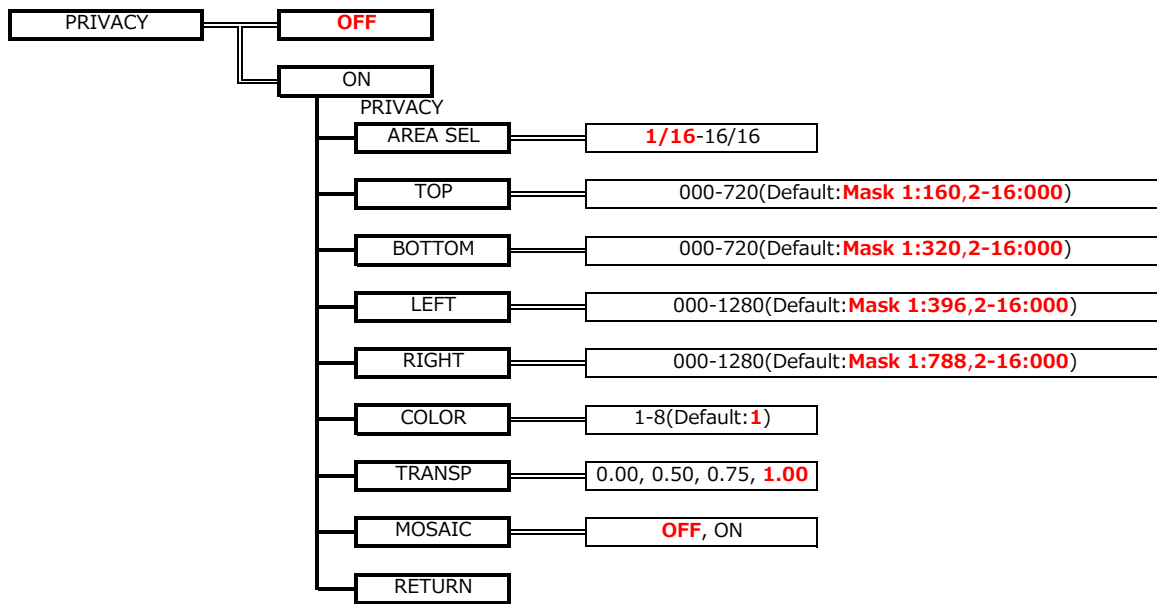 PRIVACY OFF
ON
PRIVACY
AREA SEL 1/16-16/16
TOP 000-720(Default:Mask 1:160,2-16:000)
BOTTOM 000-720(Default:Mask 1:320,2-16:000)
LEFT 000-1280(Default:Mask 1:396,2-16:000)
RIGHT 000-1280(Default:Mask 1:788,2-16:000)
COLOR 1-8(Default:1)
TRANSP 0.00, 0.50, 0.75, 1.00
MOSAIC OFF, ON
RETURN